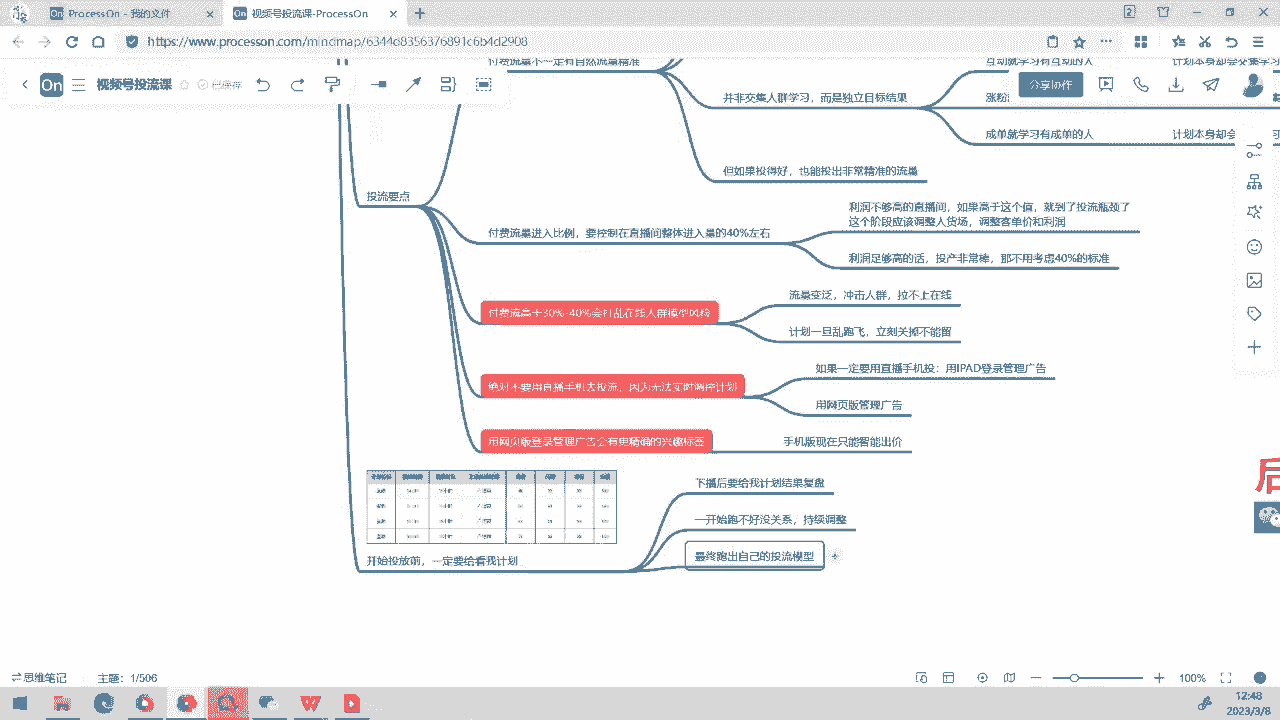 ProcessOn - 我的文件
视频号投流课-ProcessOn
https://www.processon.com/mindmap/6344c8356376891c6b4d2908
付费流量不一定有自然流量精准
互动就学习有互动的人
视频号投流课
分享协作
并非交集人群学习，而是独立目标结果
涨粉
成单就学习有成单的人
计划本身却会
但如果投得好，也能投出非常精准的流量
投流要点
利润不够高的直播间，如果高于这个值，就到了投流瓶颈了
这个阶段应该调整人货场，调整客单价和利润
付费流量进入比例，要控制在直播间整体进入量的40%左右
利润足够高的话，投产非常棒，那不用考虑40%的标准
流量变泛，冲击人群，拉不上在线
付费流高于30%-40%会打乱在线人群模型风险
计划一旦乱跑飞，立刻关掉不能留
如果一定要用直播手机投：用IPAD登录管理广告
绝对不要用直播手机去投流，因为无法实时调控计划
用网页版管理广告
用网页版登录管理广告会有更精确的兴趣标签
手机版现在只能智能出价
下播后要给我计划结果复盘
一开始跑不好没关系，持续调整
最终跑出自己的投流模型
开始投放前，一定要给看我计划
后
思维笔记
主题：1/506
100%
12:48
2023/3/8